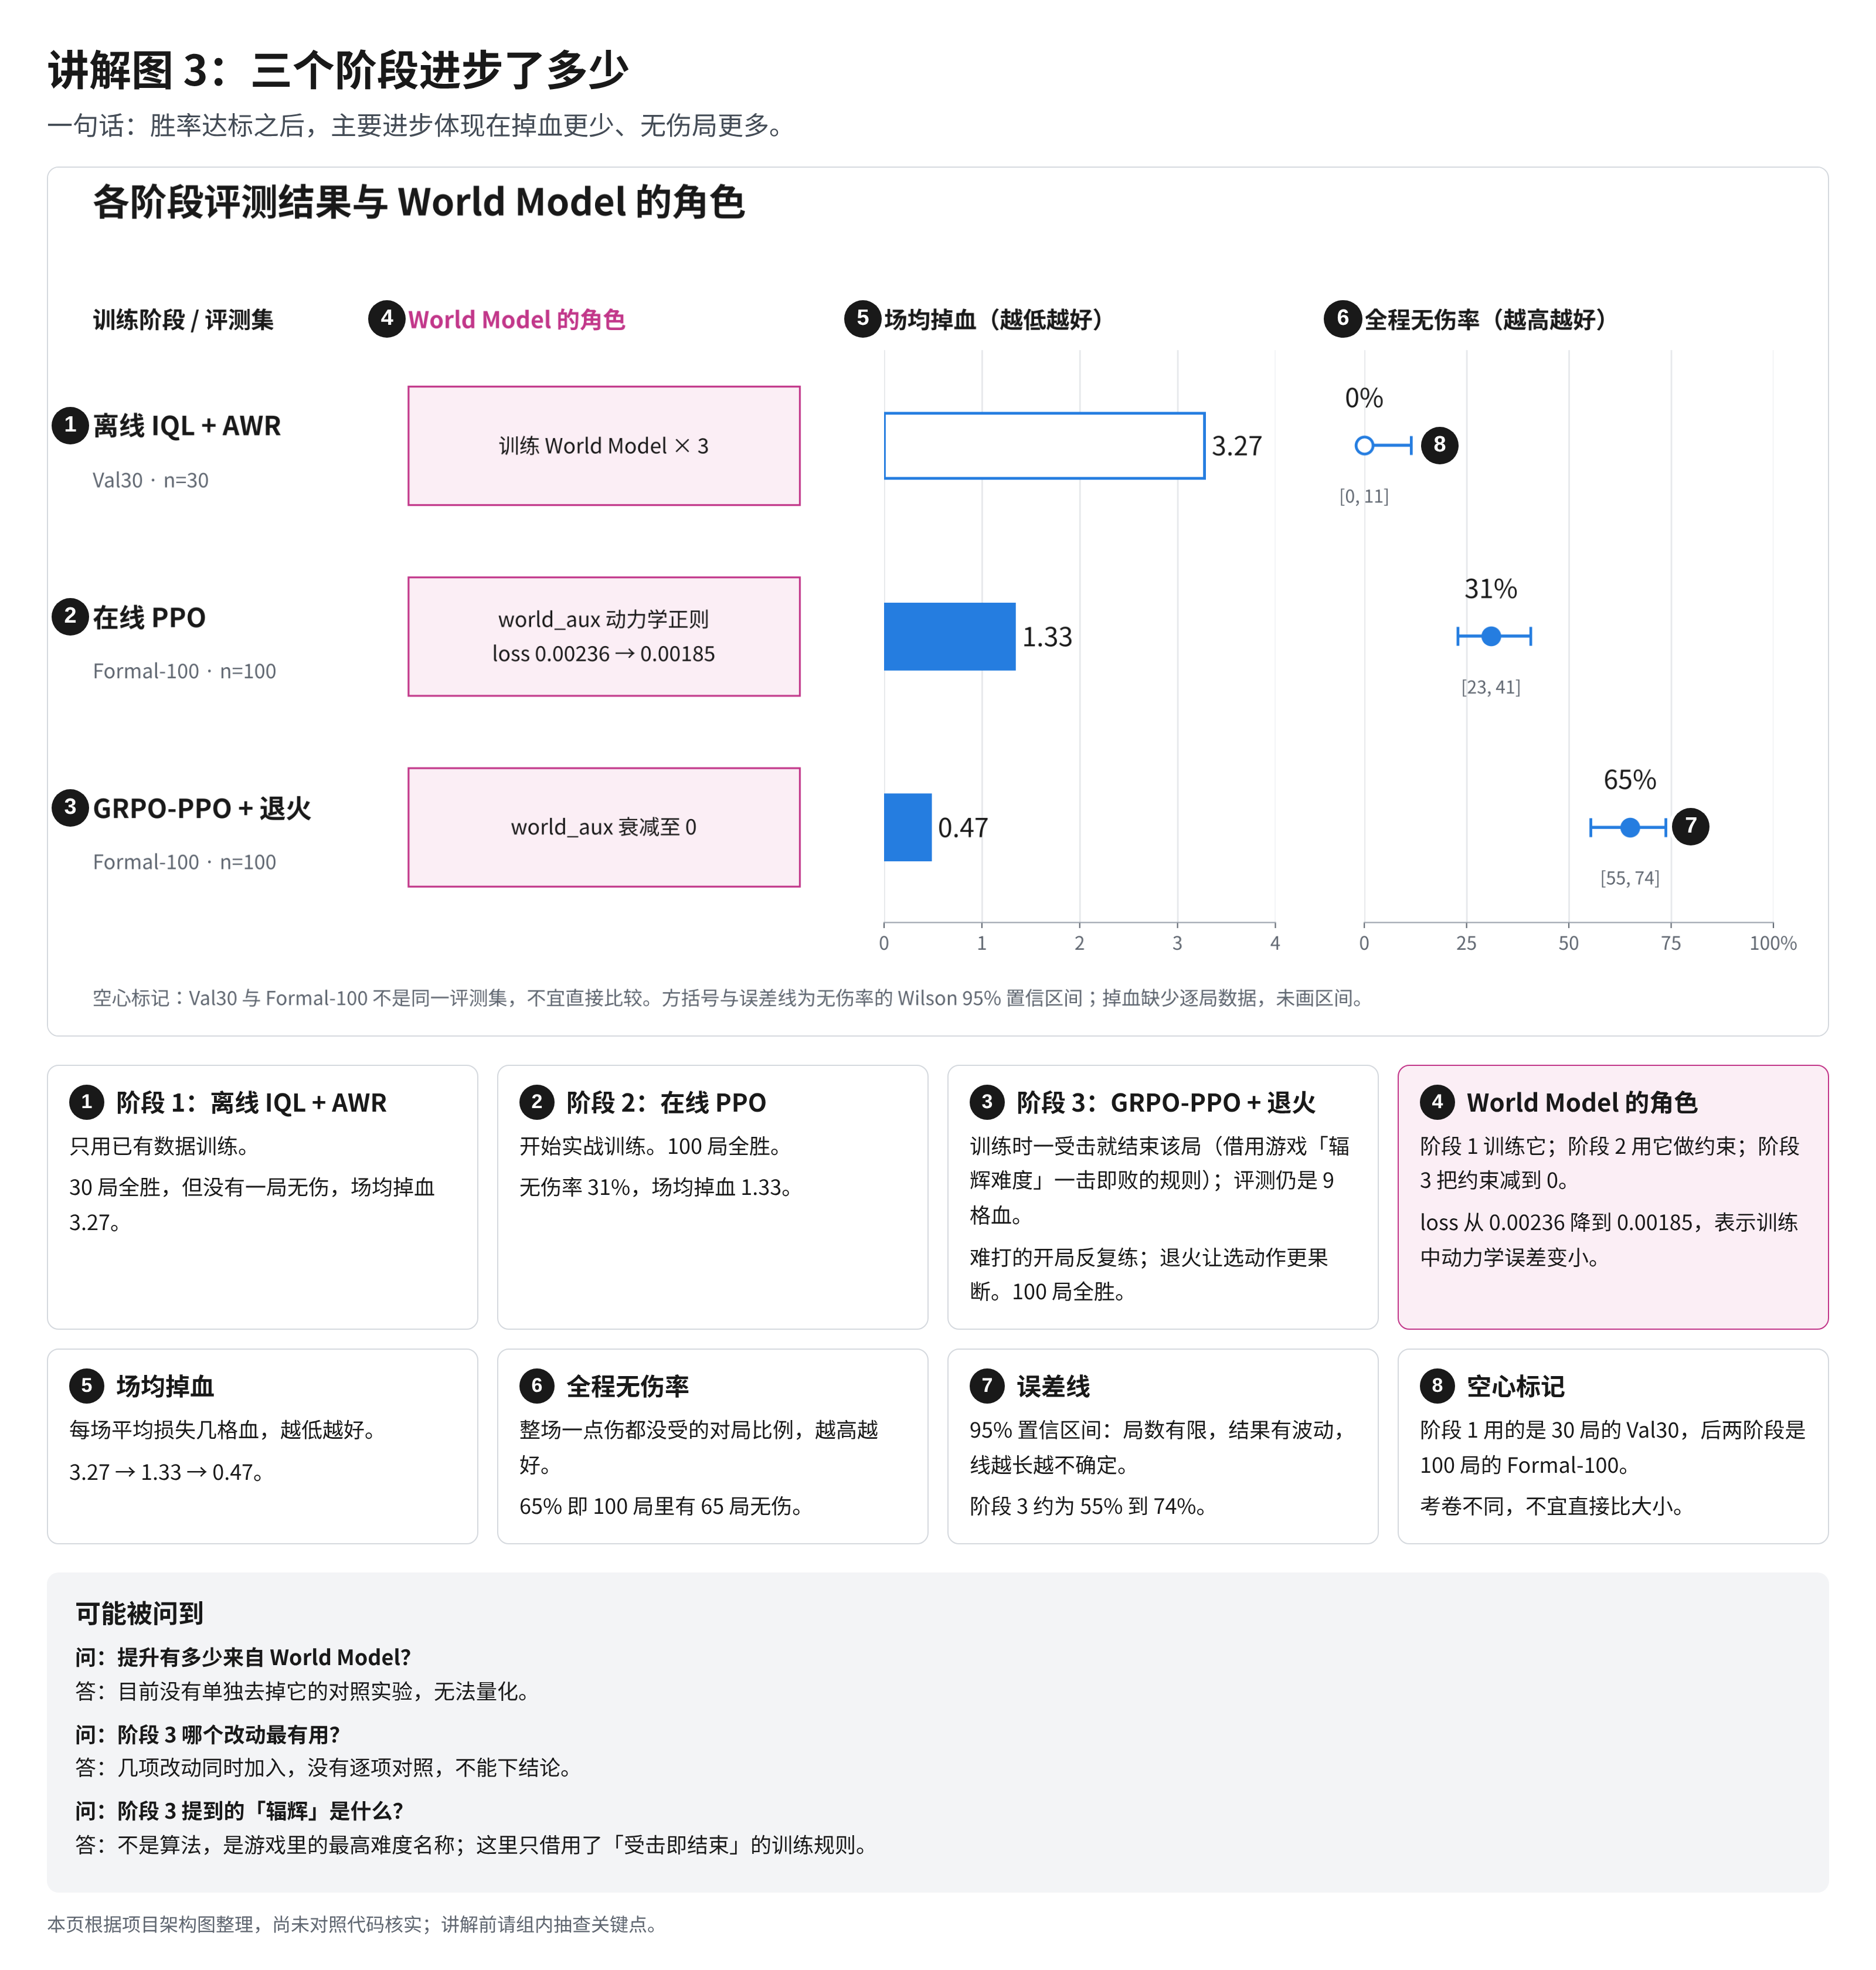 讲解图 3：三个阶段进步了多少
一句话：胜率达标之后，主要进步体现在掉血更少、无伤局更多。
各阶段评测结果与 World Model 的角色
训练阶段 / 评测集
4 World Model 的角色
5 场均掉血（越低越好）
6 全程无伤率（越高越好）
1 离线 IQL + AWR
Val30 · n=30
训练 World Model × 3
3.27
0%
8
[0, 11]
2 在线 PPO
Formal-100 · n=100
world_aux 动力学正则
loss 0.00236 → 0.00185
1.33
31%
[23, 41]
3 GRPO-PPO + 退火
Formal-100 · n=100
world_aux 衰减至 0
0.47
65%
7
[55, 74]
0 1 2 3 4
0 25 50 75 100%
空心标记：Val30 与 Formal-100 不是同一评测集，不宜直接比较。方括号与误差线为无伤率的 Wilson 95% 置信区间；掉血缺少逐局数据，未画区间。
1 阶段 1：离线 IQL + AWR
只用已有数据训练。
30 局全胜，但没有一局无伤，场均掉血
3.27。
2 阶段 2：在线 PPO
开始实战训练。100 局全胜。
无伤率 31%，场均掉血 1.33。
3 阶段 3：GRPO-PPO + 退火
训练时一受击就结束该局（借用游戏「辐
辉难度」一击即败的规则）；评测仍是 9
格血。
难打的开局反复练；退火让选动作更果
断。100 局全胜。
4 World Model 的角色
阶段 1 训练它；阶段 2 用它做约束；阶段
3 把约束减到 0。
loss 从 0.00236 降到 0.00185，表示训练
中动力学误差变小。
5 场均掉血
每场平均损失几格血，越低越好。
3.27 → 1.33 → 0.47。
6 全程无伤率
整场一点伤都没受的对局比例，越高越
好。
65% 即 100 局里有 65 局无伤。
7 误差线
95% 置信区间：局数有限，结果有波动，
线越长越不确定。
阶段 3 约为 55% 到 74%。
8 空心标记
阶段 1 用的是 30 局的 Val30，后两阶段是
100 局的 Formal-100。
考卷不同，不宜直接比大小。
可能被问到
问：提升有多少来自 World Model？
答：目前没有单独去掉它的对照实验，无法量化。
问：阶段 3 哪个改动最有用？
答：几项改动同时加入，没有逐项对照，不能下结论。
问：阶段 3 提到的「辐辉」是什么？
答：不是算法，是游戏里的最高难度名称；这里只借用了「受击即结束」的训练规则。
本页根据项目架构图整理，尚未对照代码核实；讲解前请组内抽查关键点。